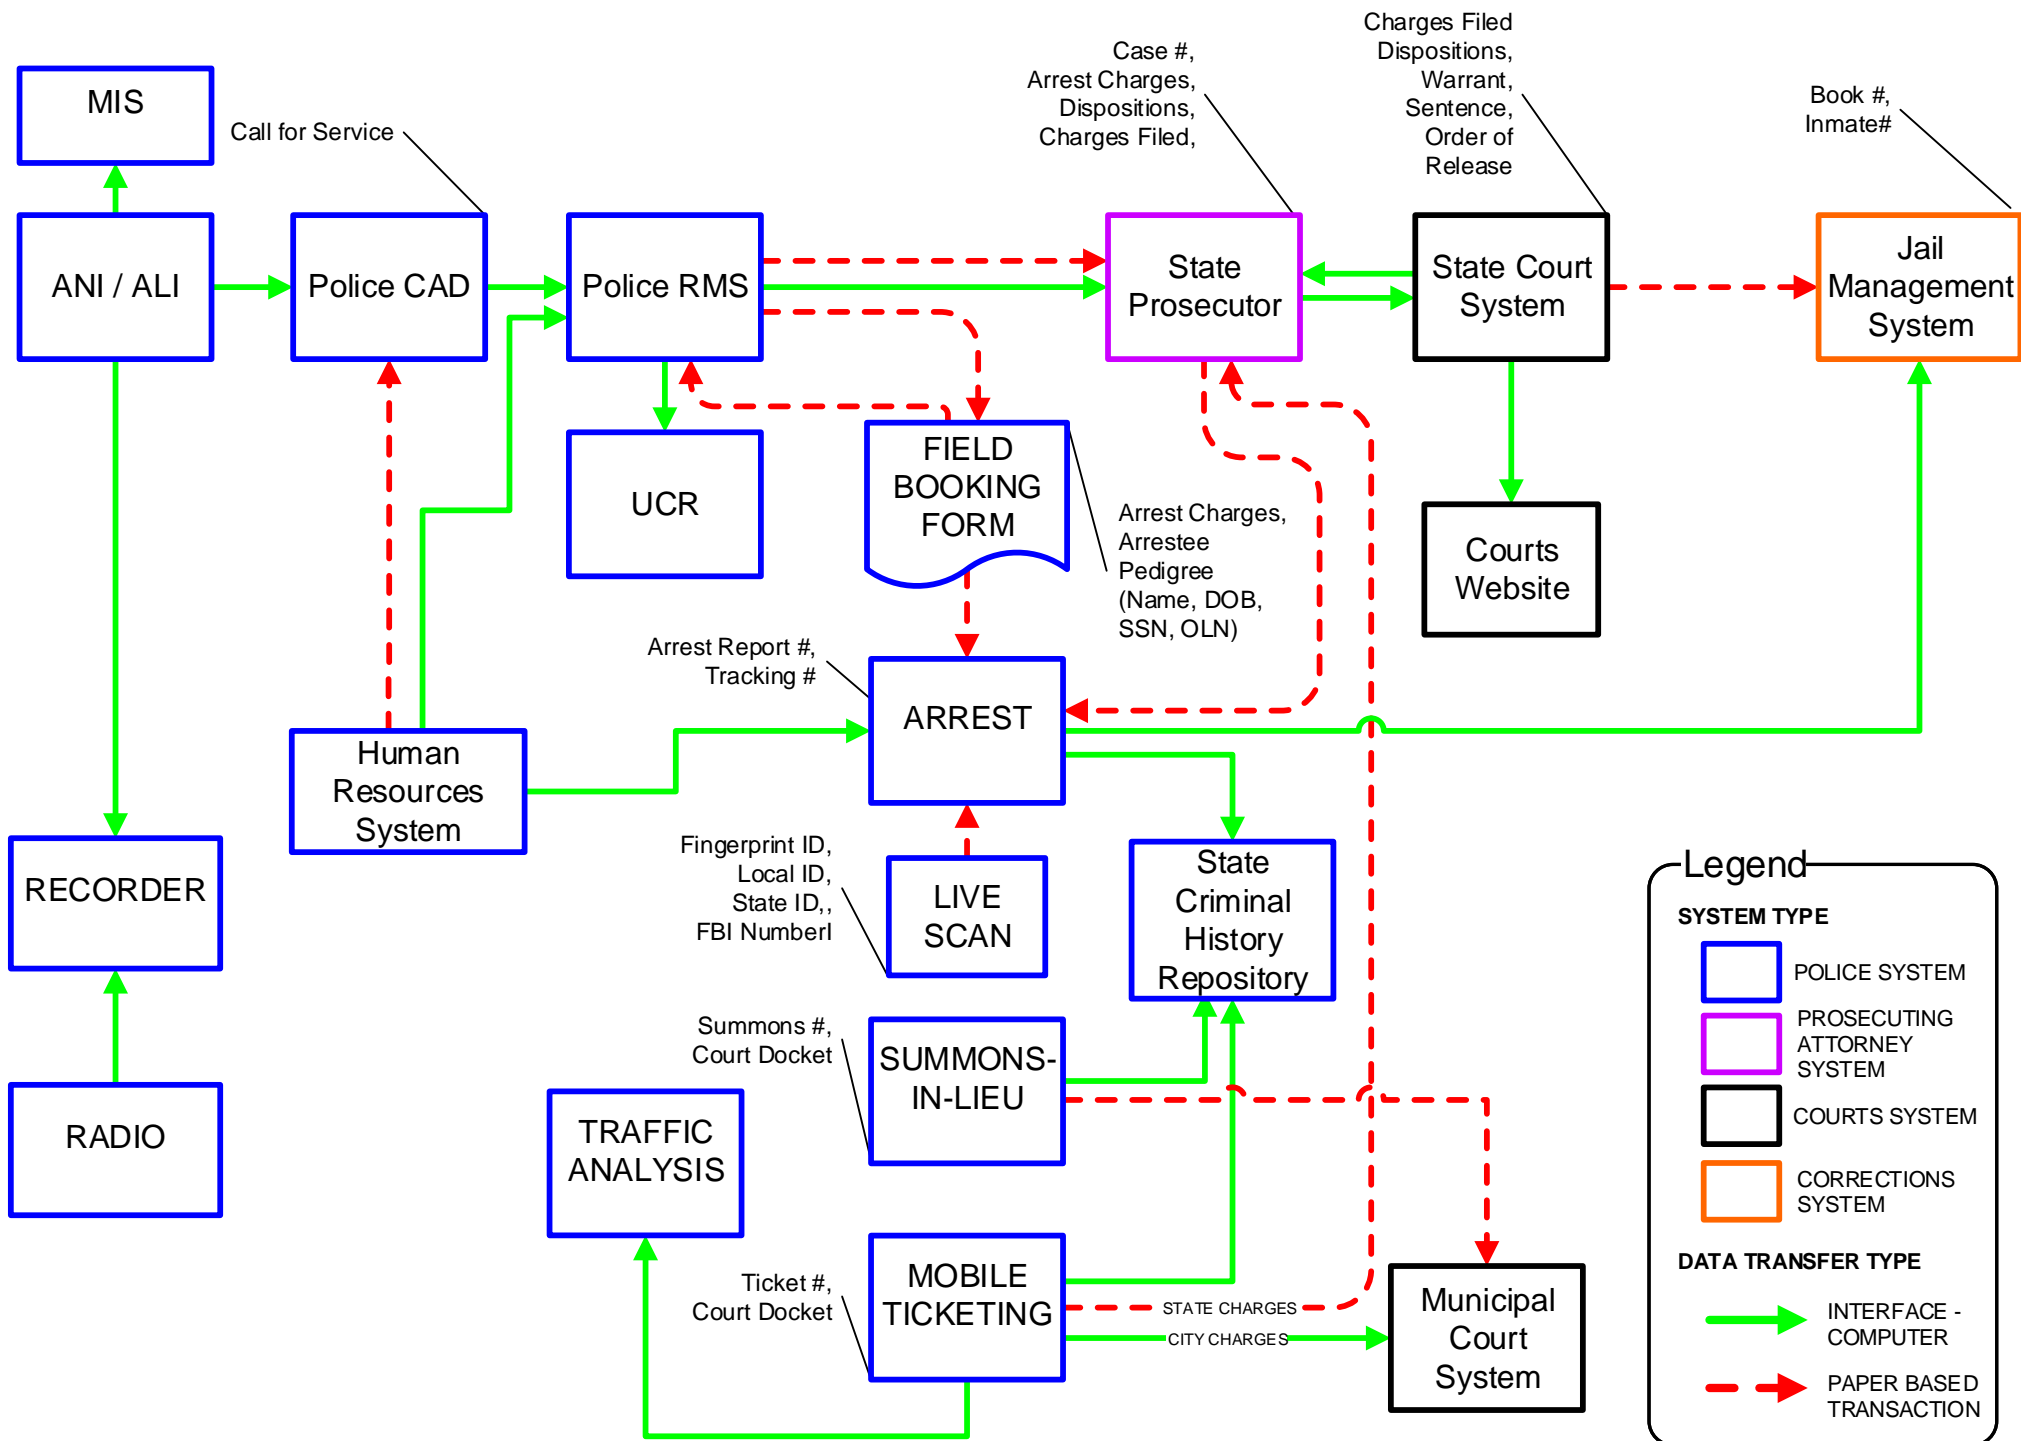 Charges Filed
Dispositions,
Warrant,
Sentence,
Order of
Release
Case #,
Arrest Charges,
Dispositions,
Charges Filed,
Book #,
Inmate#
MIS
Call for Service
ANI / ALI
Police CAD
Police RMS
State
Prosecutor
State Court
System
Jail
Management
System
UCR
FIELD
BOOKING
FORM
Arrest Charges,
Arrestee
Pedigree
(Name, DOB,
SSN, OLN)
Courts
Website
Arrest Report #,
Tracking #
ARREST
Human
Resources
System
RECORDER
Fingerprint ID,
Local ID,
State ID,,
FBI NumberI
LIVE
SCAN
State
Criminal
History
Repository
RADIO
Summons #,
Court Docket
SUMMONS-
IN-LIEU
TRAFFIC
ANALYSIS
Ticket #,
Court Docket
MOBILE
TICKETING
STATE CHARGES
CITY CHARGES
Municipal
Court
System
Legend
SYSTEM TYPE
POLICE SYSTEM
PROSECUTING
ATTORNEY
SYSTEM
COURTS SYSTEM
CORRECTIONS
SYSTEM
DATA TRANSFER TYPE
INTERFACE -
COMPUTER
PAPER BASED
TRANSACTION